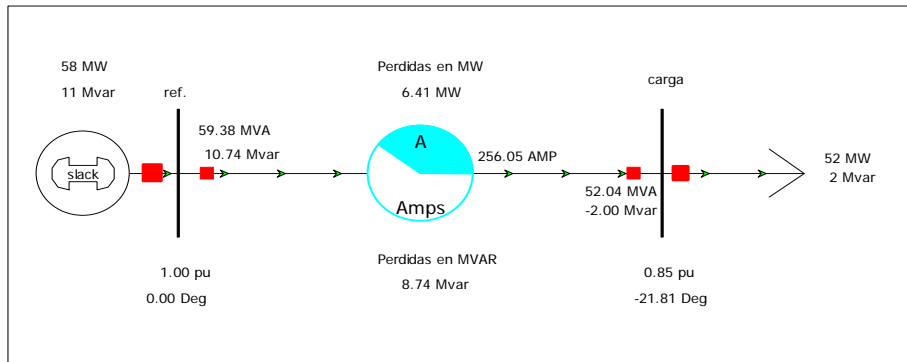 58 MW
11 Mvar
ref.
slack
59.38 MVA
10.74 Mvar
1.00 pu
0.00 Deg
Perdidas en MW
6.41 MW
A
Amps
256.05 AMP
Perdidas en MVAR
8.74 Mvar
carga
52.04 MVA
-2.00 Mvar
0.85 pu
-21.81 Deg
52 MW
2 Mvar